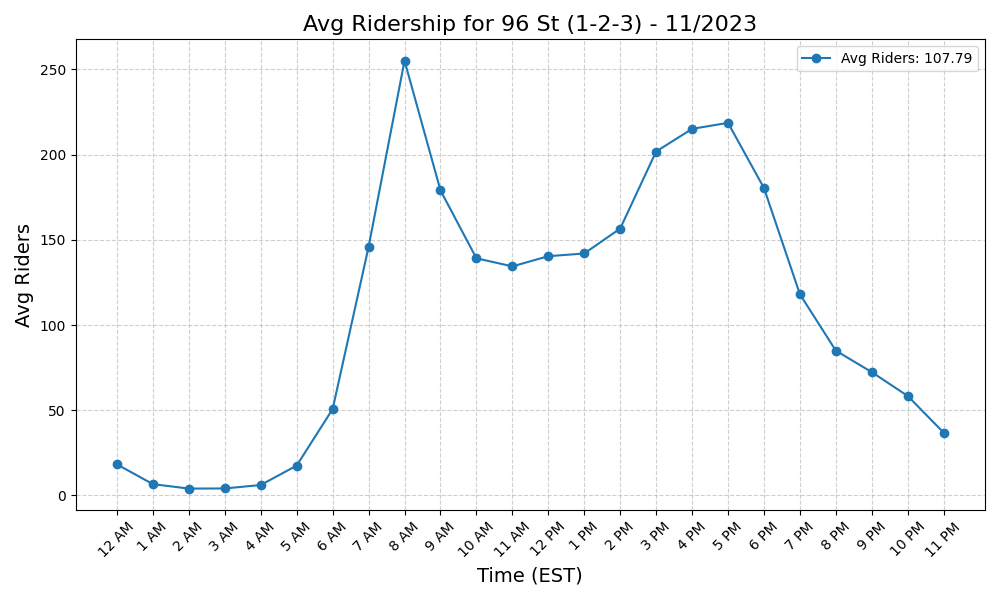 Avg Ridership for 96 St (1-2-3) - 11/2023
Avg Riders: 107.79
250
200
150
100
50
0
Avg Riders
12 AM
1 AM
2 AM
3 AM
4 AM
5 AM
6 AM
7 AM
8 AM
9 AM
10 AM
11 AM
12 PM
1 PM
2 PM
3 PM
4 PM
5 PM
6 PM
7 PM
8 PM
9 PM
10 PM
11 PM
Time (EST)